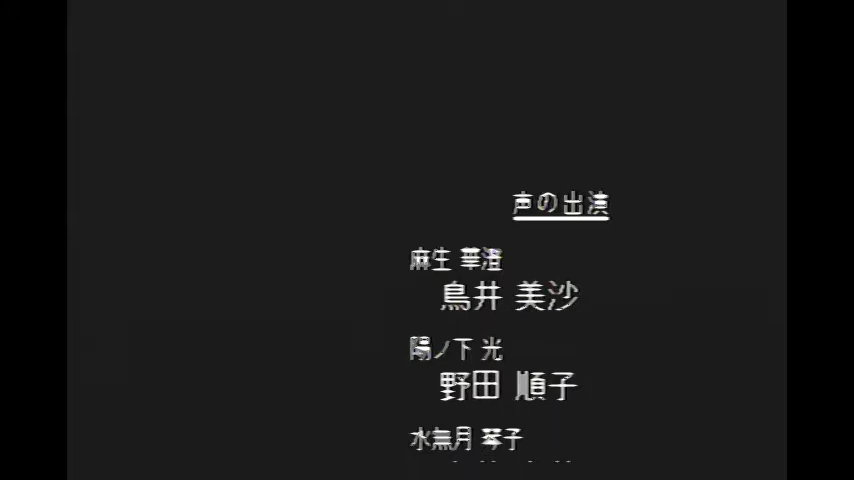 声の出演
麻生 華澄
鳥井 美沙
陽ノ下 光
野田 順子
水無月 琴子